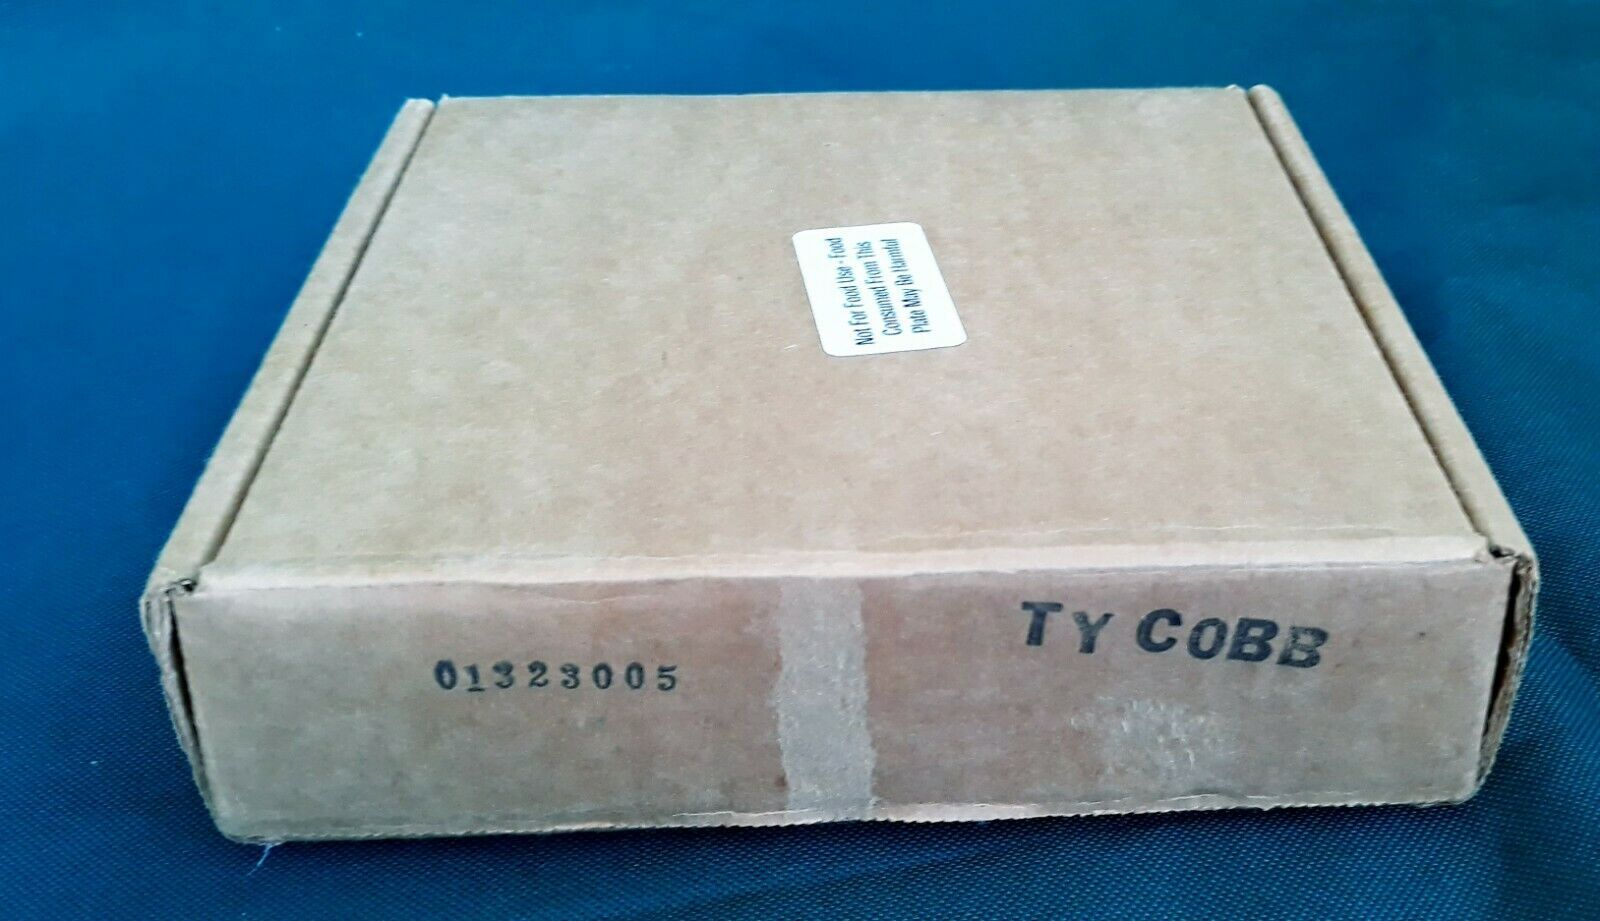 Not For Food Use - Food
Consumed From This
Plate May Be Harmful
01323005
TY COBB